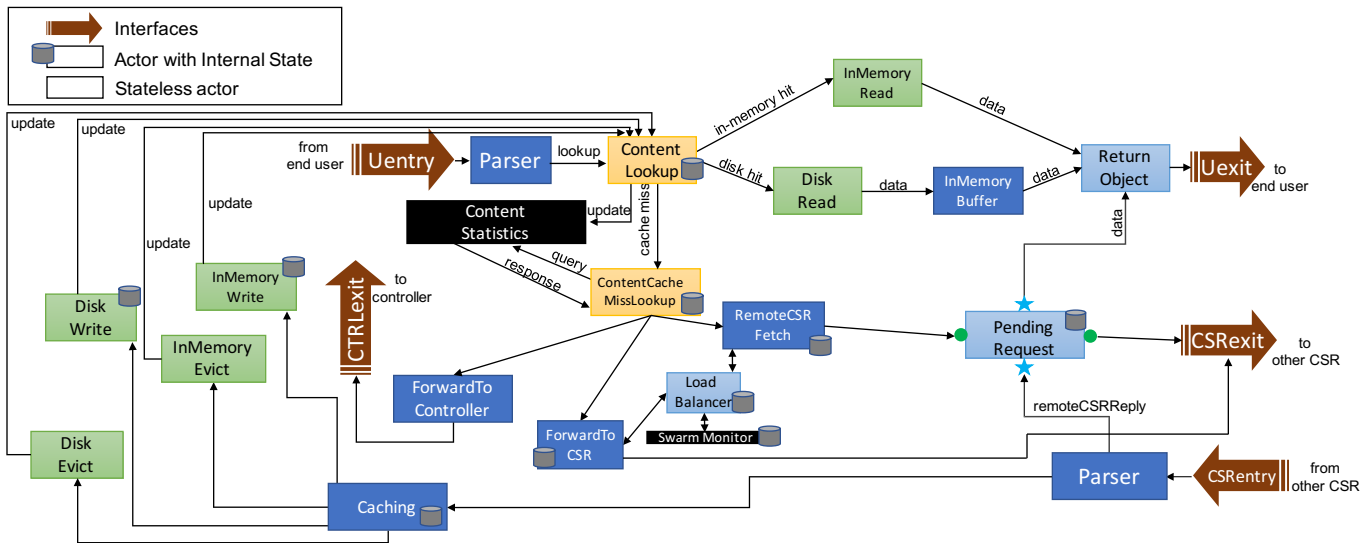 Interfaces
Actor with Internal State
Stateless actor
update
update
update
update
from
end user
Uentry
Parser
lookup
Content
Lookup
in-memory hit
InMemory
Read
data
disk hit
Disk
Read
data
InMemory
Buffer
data
Return
Object
Uexit
to
end user
Content
Statistics
update
cache miss
query
response
ContentCache
MissLookup
data
InMemory
Write
Disk
Write
InMemory
Evict
Disk
Evict
CTRLexit
to
controller
RemoteCSR
Fetch
Pending
Request
CSRexit
to
other CSR
ForwardTo
Controller
Load
Balancer
Swarm Monitor
ForwardTo
CSR
remoteCSRReply
Parser
CSRentry
from
other CSR
Caching